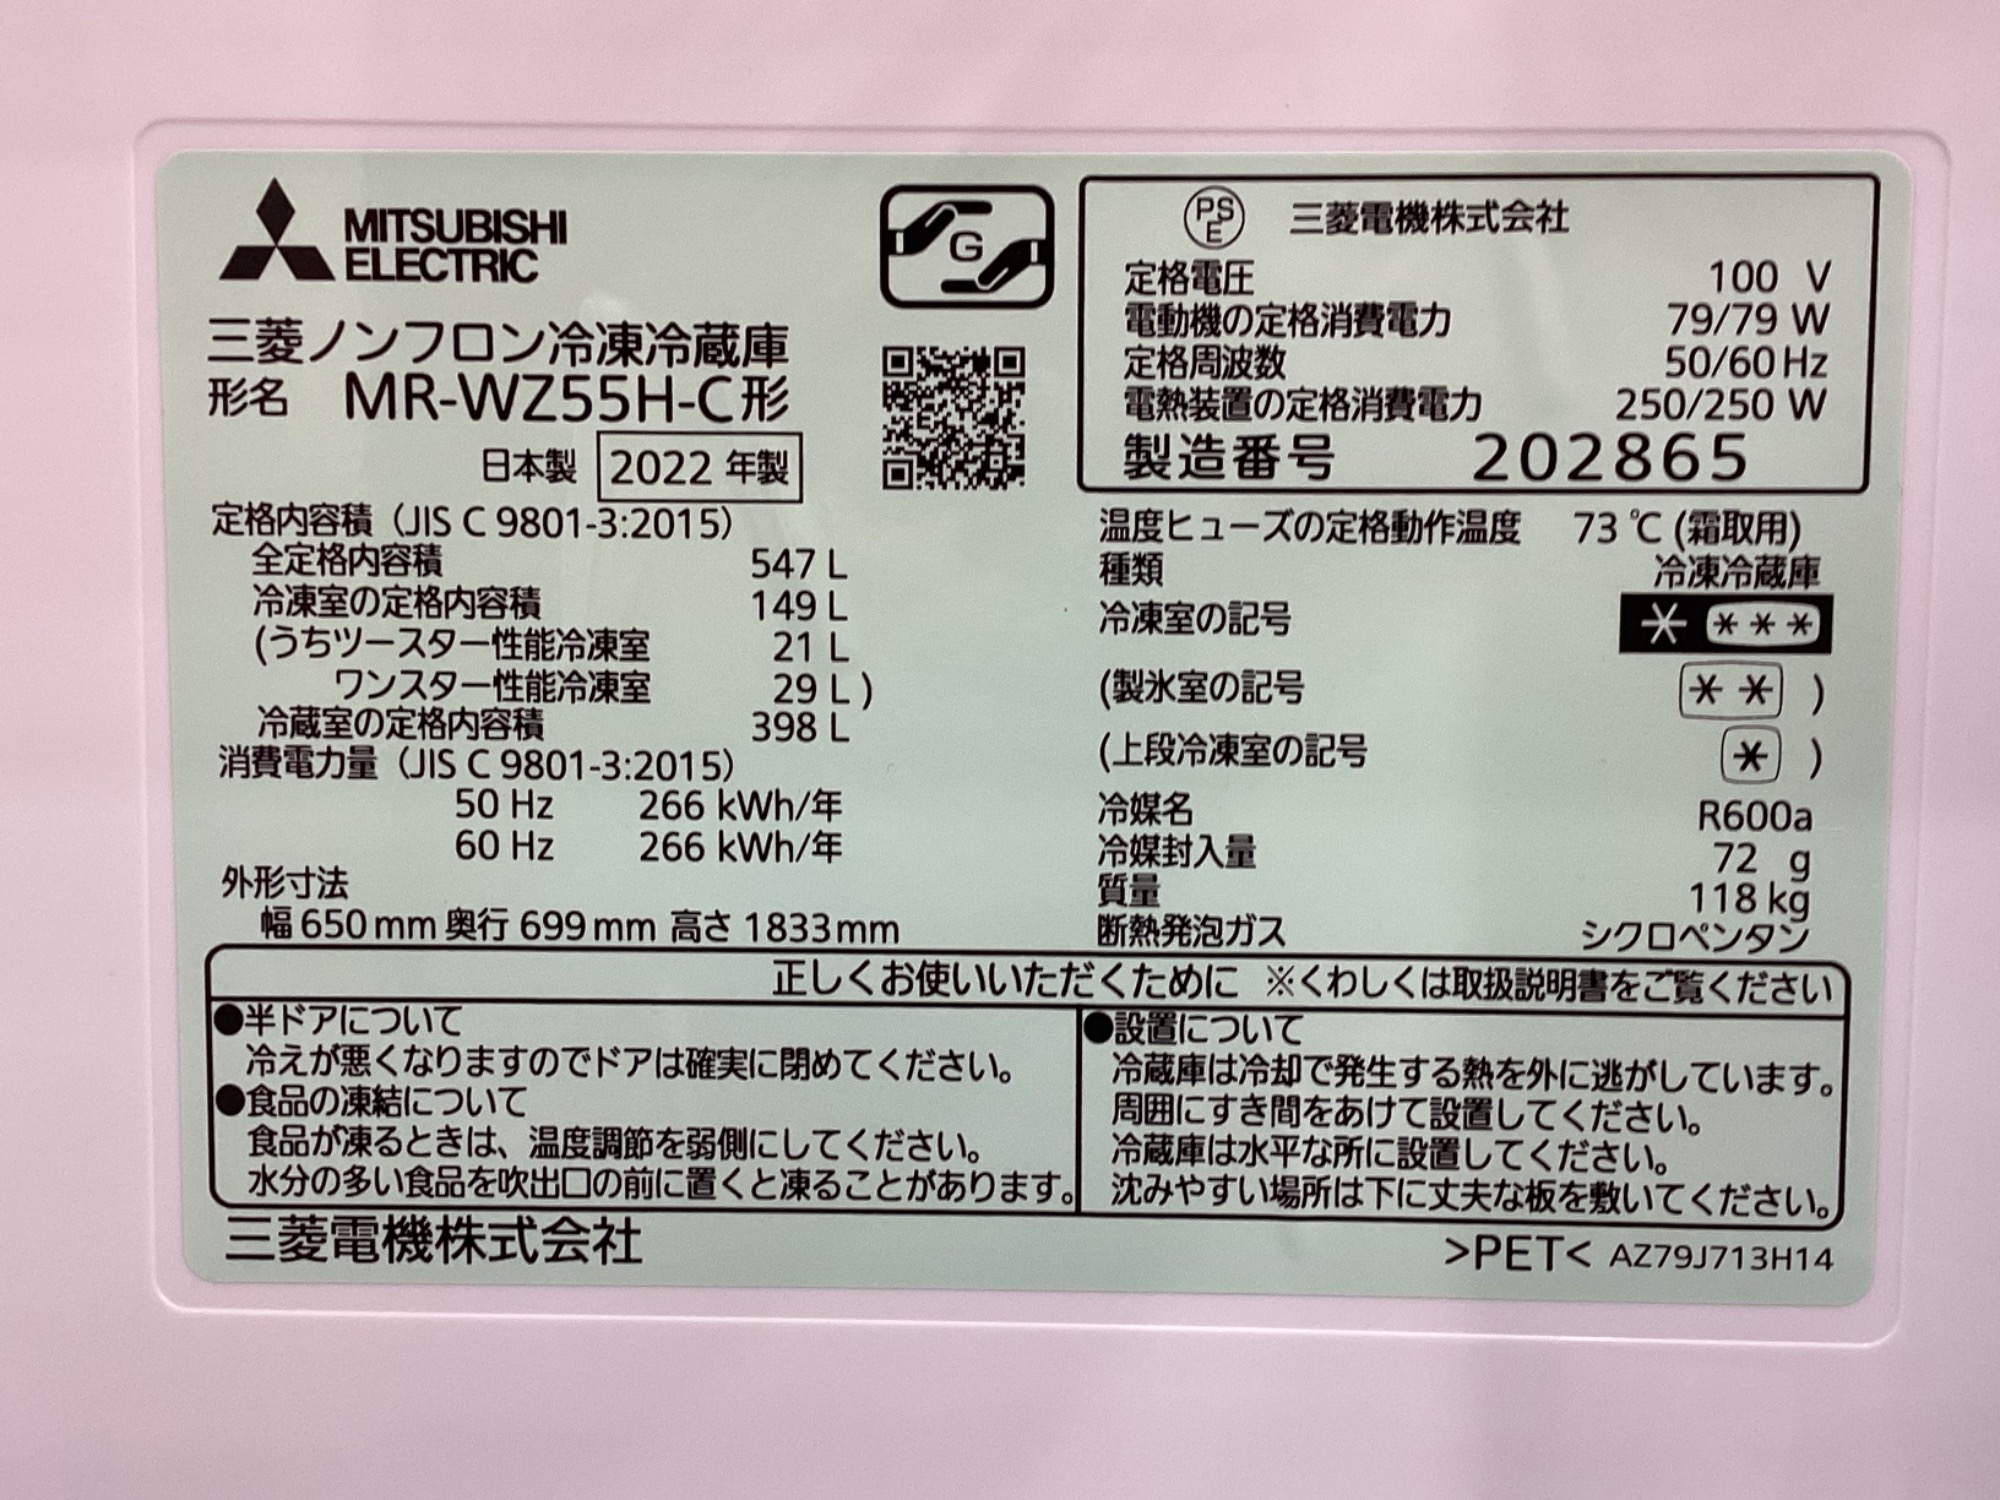 MITSUBISHI
ELECTRIC
三菱ノンフロン冷凍冷蔵庫
形名 MR-WZ55H-C形
日本製 2022 年製
定格内容積（JIS C 9801-3:2015）
全定格内容積 547 L
冷凍室の定格内容積 149 L
(うちツースター性能冷凍室 21 L
ワンスター性能冷凍室 29 L )
冷蔵室の定格内容積 398 L
消費電力量（JIS C 9801-3:2015）
50 Hz 266 kWh/年
60 Hz 266 kWh/年
外形寸法
幅 650 mm 奥行 699 mm 高さ 1833 mm
G
PS
E
三菱電機株式会社
定格電圧 100 V
電動機の定格消費電力 79/79 W
定格周波数 50/60 Hz
電熱装置の定格消費電力 250/250 W
製造番号 202865
温度ヒューズの定格動作温度 73 ℃ (霜取用)
種類 冷凍冷蔵庫
冷凍室の記号 * ***
(製氷室の記号 ** )
(上段冷凍室の記号 * )
冷媒名 R600a
冷媒封入量 72 g
質量 118 kg
断熱発泡ガス シクロペンタン
正しくお使いいただくために ※くわしくは取扱説明書をご覧ください
●半ドアについて
冷えが悪くなりますのでドアは確実に閉めてください。
●食品の凍結について
食品が凍るときは、温度調節を弱側にしてください。
水分の多い食品を吹出口の前に置くと凍ることがあります。
●設置について
冷蔵庫は冷却で発生する熱を外に逃がしています。
周囲にすき間をあけて設置してください。
冷蔵庫は水平な所に設置してください。
沈みやすい場所は下に丈夫な板を敷いてください。
三菱電機株式会社
>PET< AZ79J713H14